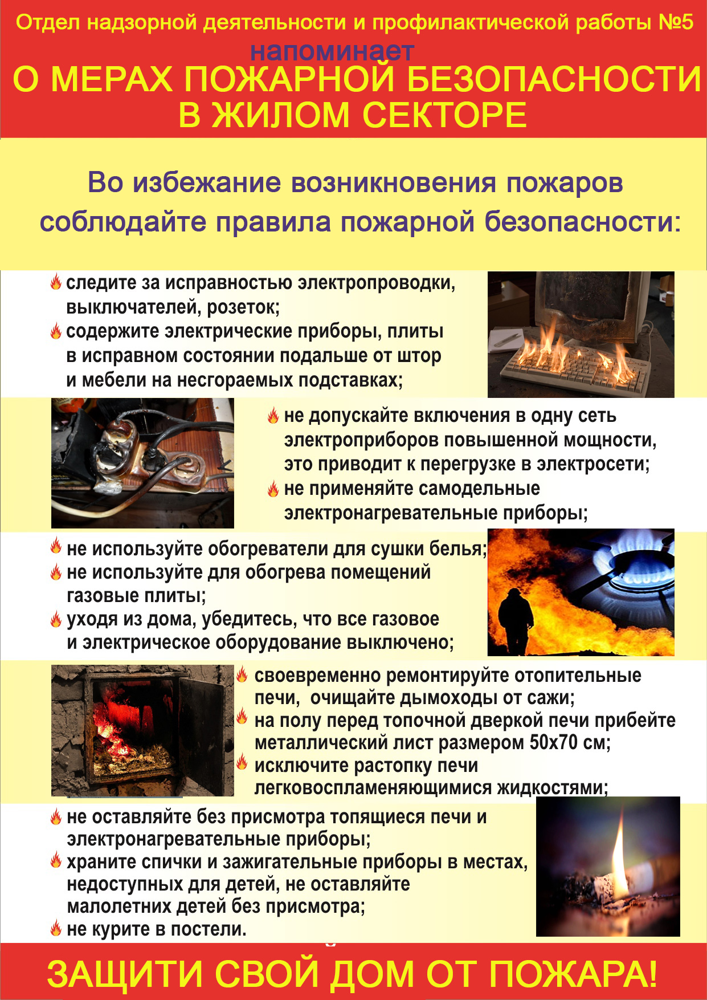 Отдел надзорной деятельности и профилактической работы №5
напоминает
О МЕРАХ ПОЖАРНОЙ БЕЗОПАСНОСТИ
В ЖИЛОМ СЕКТОРЕ
Во избежание возникновения пожаров
соблюдайте правила пожарной безопасности:
следите за исправностью электропроводки,
выключателей, розеток;
содержите электрические приборы, плиты
в исправном состоянии подальше от штор
и мебели на несгораемых подставках;
не допускайте включения в одну сеть
электроприборов повышенной мощности,
это приводит к перегрузке в электросети;
не применяйте самодельные
электронагревательные приборы;
не используйте обогреватели для сушки белья;
не используйте для обогрева помещений
газовые плиты;
уходя из дома, убедитесь, что все газовое
и электрическое оборудование выключено;
своевременно ремонтируйте отопительные
печи, очищайте дымоходы от сажи;
на полу перед топочной дверкой печи прибейте
металлический лист размером 50х70 см;
исключите растопку печи
легковоспламеняющимися жидкостями;
не оставляйте без присмотра топящиеся печи и
электронагревательные приборы;
храните спички и зажигательные приборы в местах,
недоступных для детей, не оставляйте
малолетних детей без присмотра;
не курите в постели.
ЗАЩИТИ СВОЙ ДОМ ОТ ПОЖАРА!